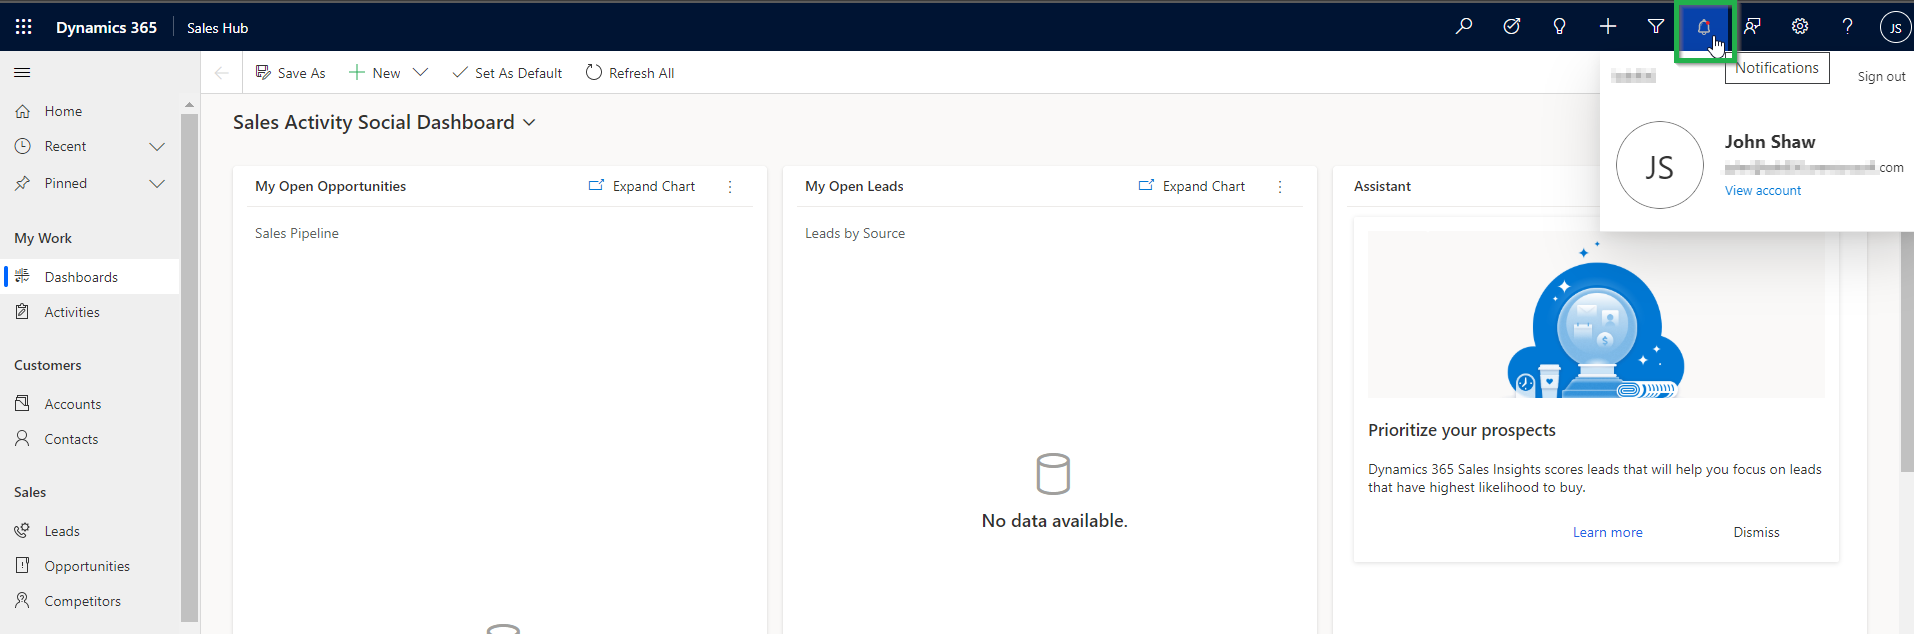 Dynamics 365
Sales Hub
JS
Save As
New
Set As Default
Refresh All
Notifications
Sign out
JS
John Shaw
.com
View account
Home
Recent
Pinned
My Work
Dashboards
Activities
Customers
Accounts
Contacts
Sales
Leads
Opportunities
Competitors
Sales Activity Social Dashboard
My Open Opportunities
Expand Chart
Sales Pipeline
My Open Leads
Expand Chart
Leads by Source
No data available.
Assistant
Prioritize your prospects
Dynamics 365 Sales Insights scores leads that will help you focus on leads
that have highest likelihood to buy.
Learn more
Dismiss